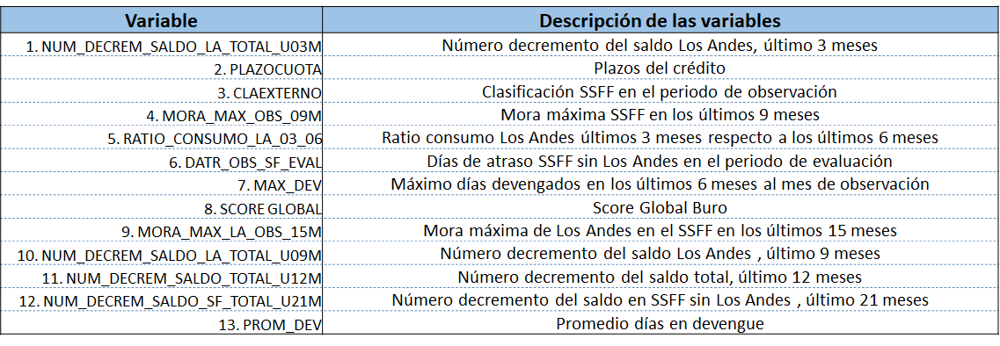 Variable Descripción de las variables
1. NUM_DECREM_SALDO_LA_TOTAL_U03M Número decremento del saldo Los Andes, último 3 meses
2. PLAZOCUOTA Plazos del crédito
3. CLAEXTERNO Clasificación SSFF en el periodo de observación
4. MORA_MAX_OBS_09M Mora máxima SSFF en los últimos 9 meses
5. RATIO_CONSUMO_LA_03_06 Ratio consumo Los Andes últimos 3 meses respecto a los últimos 6 meses
6. DATR_OBS_SF_EVAL Días de atraso SSFF sin Los Andes en el periodo de evaluación
7. MAX_DEV Máximo días devengados en los últimos 6 meses al mes de observación
8. SCORE GLOBAL Score Global Buro
9. MORA_MAX_LA_OBS_15M Mora máxima de Los Andes en el SSFF en los últimos 15 meses
10. NUM_DECREM_SALDO_LA_TOTAL_U09M Número decremento del saldo Los Andes , último 9 meses
11. NUM_DECREM_SALDO_TOTAL_U12M Número decremento del saldo total, último 12 meses
12. NUM_DECREM_SALDO_SF_TOTAL_U21M Número decremento del saldo en SSFF sin Los Andes , último 21 meses
13. PROM_DEV Promedio días en devengue